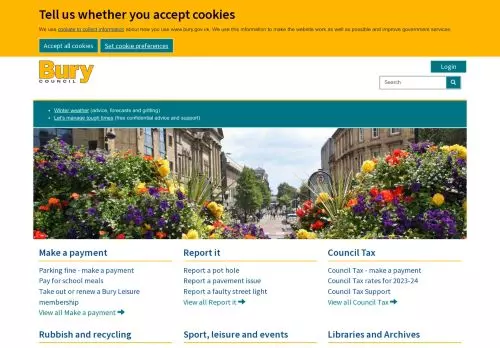 Tell us whether you accept cookies
We use cookies to collect information about how you use www.bury.gov.uk. We use this information to make the website work as well as possible and improve government services.
Accept all cookies
Set cookie preferences
Login
Bury
COUNCIL
Search
Winter weather (advice, forecasts and gritting)
Let's manage tough times (free confidential advice and support)
Make a payment
Report it
Council Tax
Parking fine - make a payment
Report a pot hole
Council Tax - make a payment
Pay for school meals
Report a pavement issue
Council Tax rates for 2023-24
Take out or renew a Bury Leisure
membership
Report a faulty street light
Council Tax Support
View all Make a payment
View all Report it
View all Council Tax
Rubbish and recycling
Sport, leisure and events
Libraries and Archives